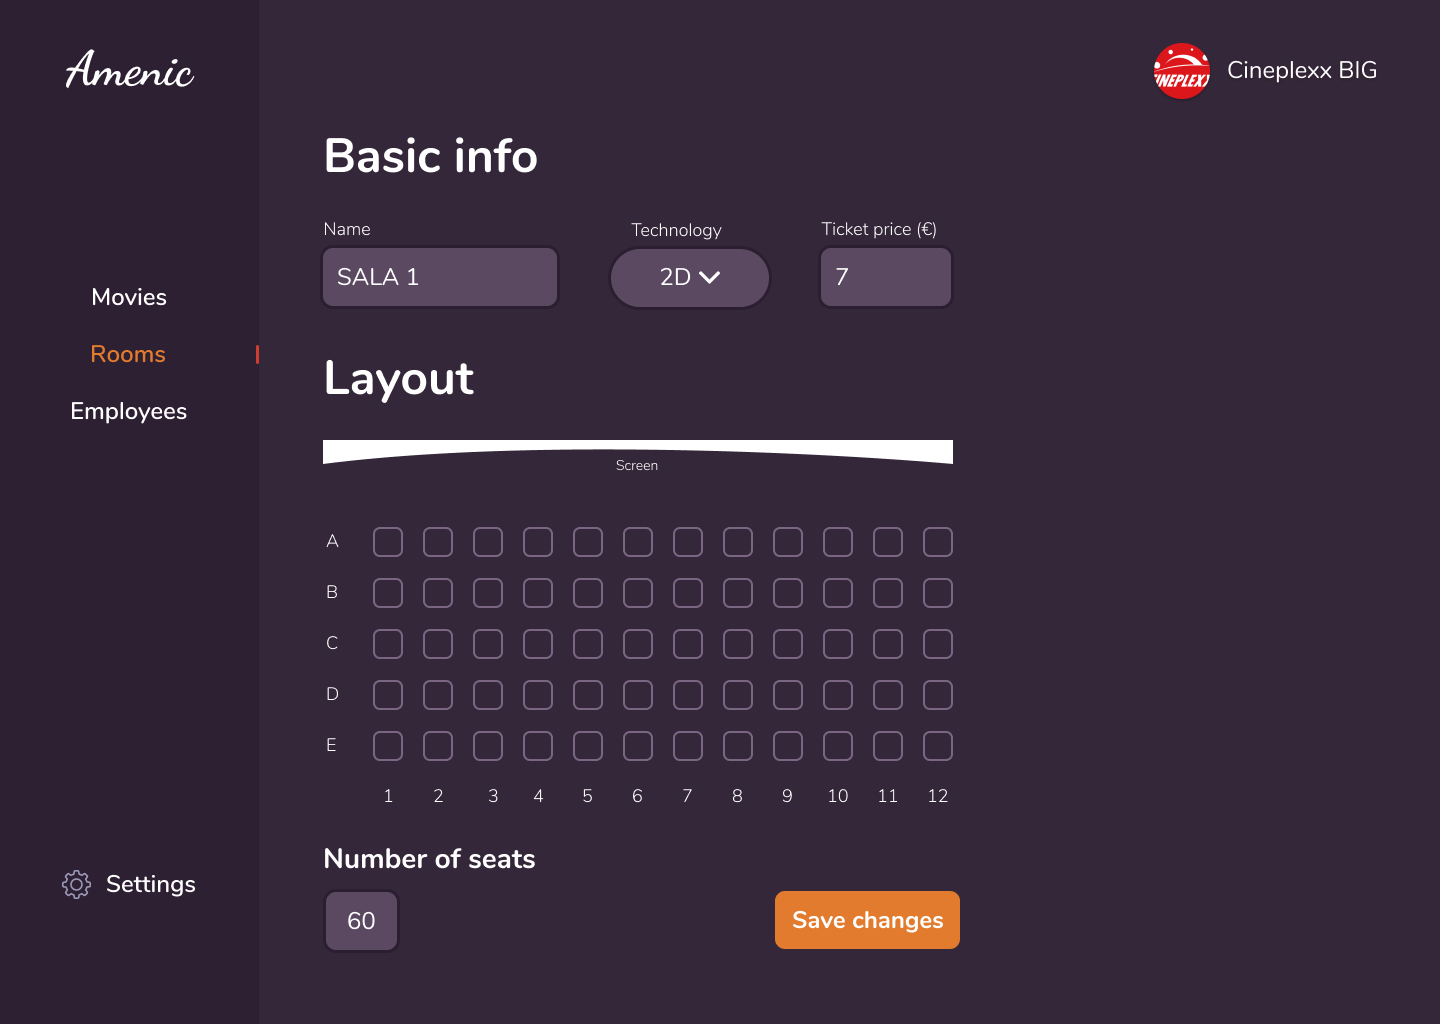 Amenic
CINEPLEXX
Cineplexx BIG
Basic info
Name
Technology
Ticket price (€)
SALA 1
2D
7
Movies
Rooms
Employees
Layout
Screen
A
B
C
D
E
1 2 3 4 5 6 7 8 9 10 11 12
Number of seats
Settings
60
Save changes